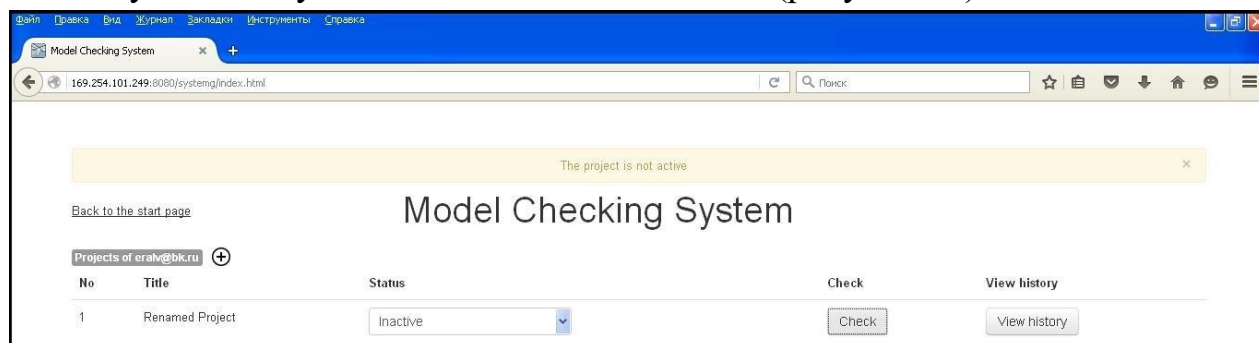 Файл Правка Вид Журнал Закладки Инструменты Справка
Model Checking System × +
169.254.101.249:8080/systemg/index.html Поиск
The project is not active ×
Back to the start page
Model Checking System
Projects of eralv@bk.ru
No Title Status Check View history
1 Renamed Project Inactive Check View history